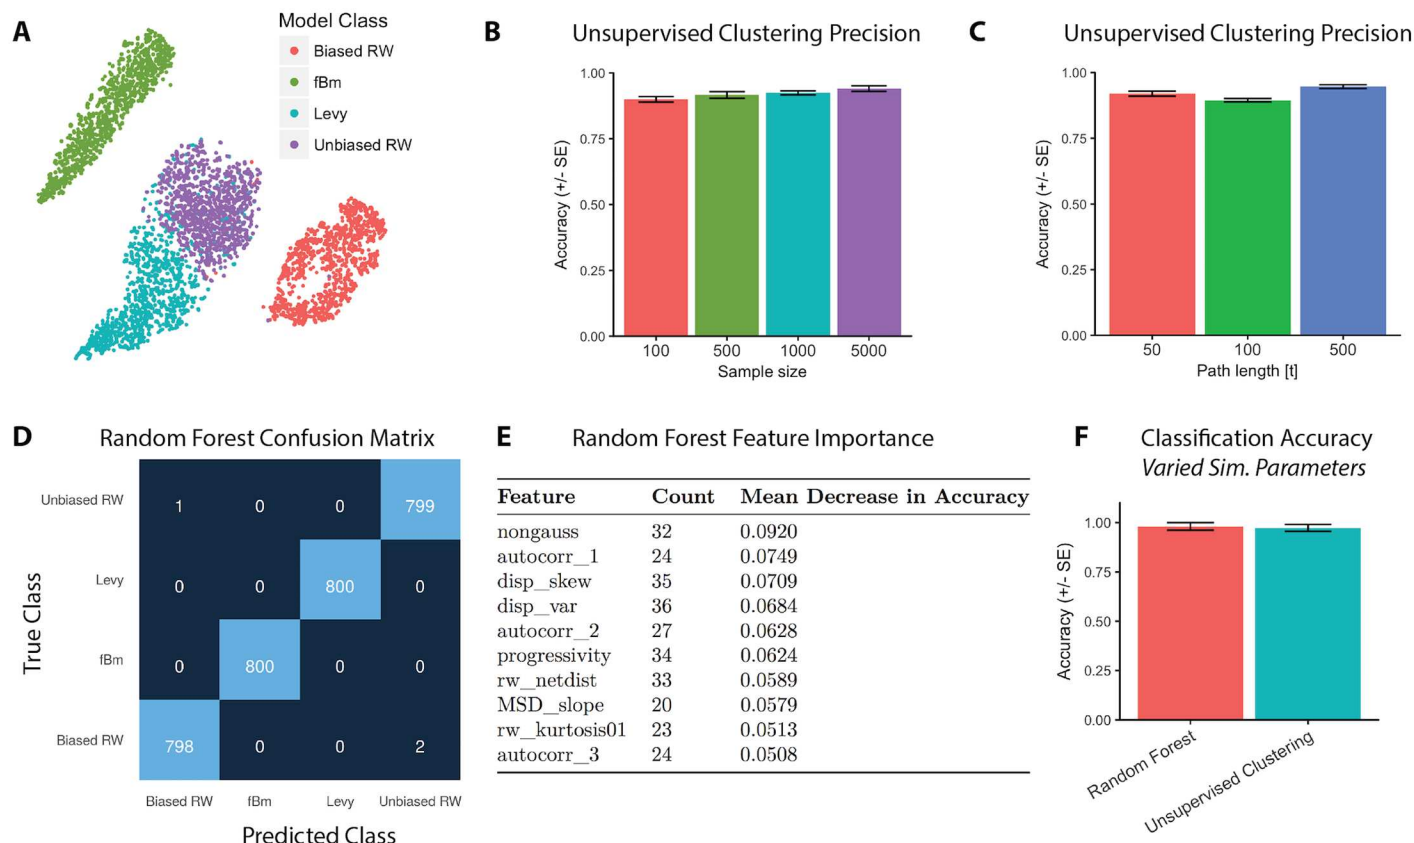 A
Model Class
Biased RW
fBm
Levy
Unbiased RW
B
Unsupervised Clustering Precision
Accuracy (+/- SE)
1.00
0.75
0.50
0.25
0.00
100 500 1000 5000
Sample size
C
Unsupervised Clustering Precision
Accuracy (+/- SE)
1.00
0.75
0.50
0.25
0.00
50 100 500
Path length [t]
D
Random Forest Confusion Matrix
True Class
Unbiased RW 1 0 0 799
Levy 0 0 800 0
fBm 0 800 0 0
Biased RW 798 0 0 2
Biased RW fBm Levy Unbiased RW
Predicted Class
E
Random Forest Feature Importance
Feature Count Mean Decrease in Accuracy
nongauss 32 0.0920
autocorr_1 24 0.0749
disp_skew 35 0.0709
disp_var 36 0.0684
autocorr_2 27 0.0628
progressivity 34 0.0624
rw_netdist 33 0.0589
MSD_slope 20 0.0579
rw_kurtosis01 23 0.0513
autocorr_3 24 0.0508
F
Classification Accuracy
Varied Sim. Parameters
Accuracy (+/- SE)
1.00
0.75
0.50
0.25
0.00
Random Forest
Unsupervised Clustering